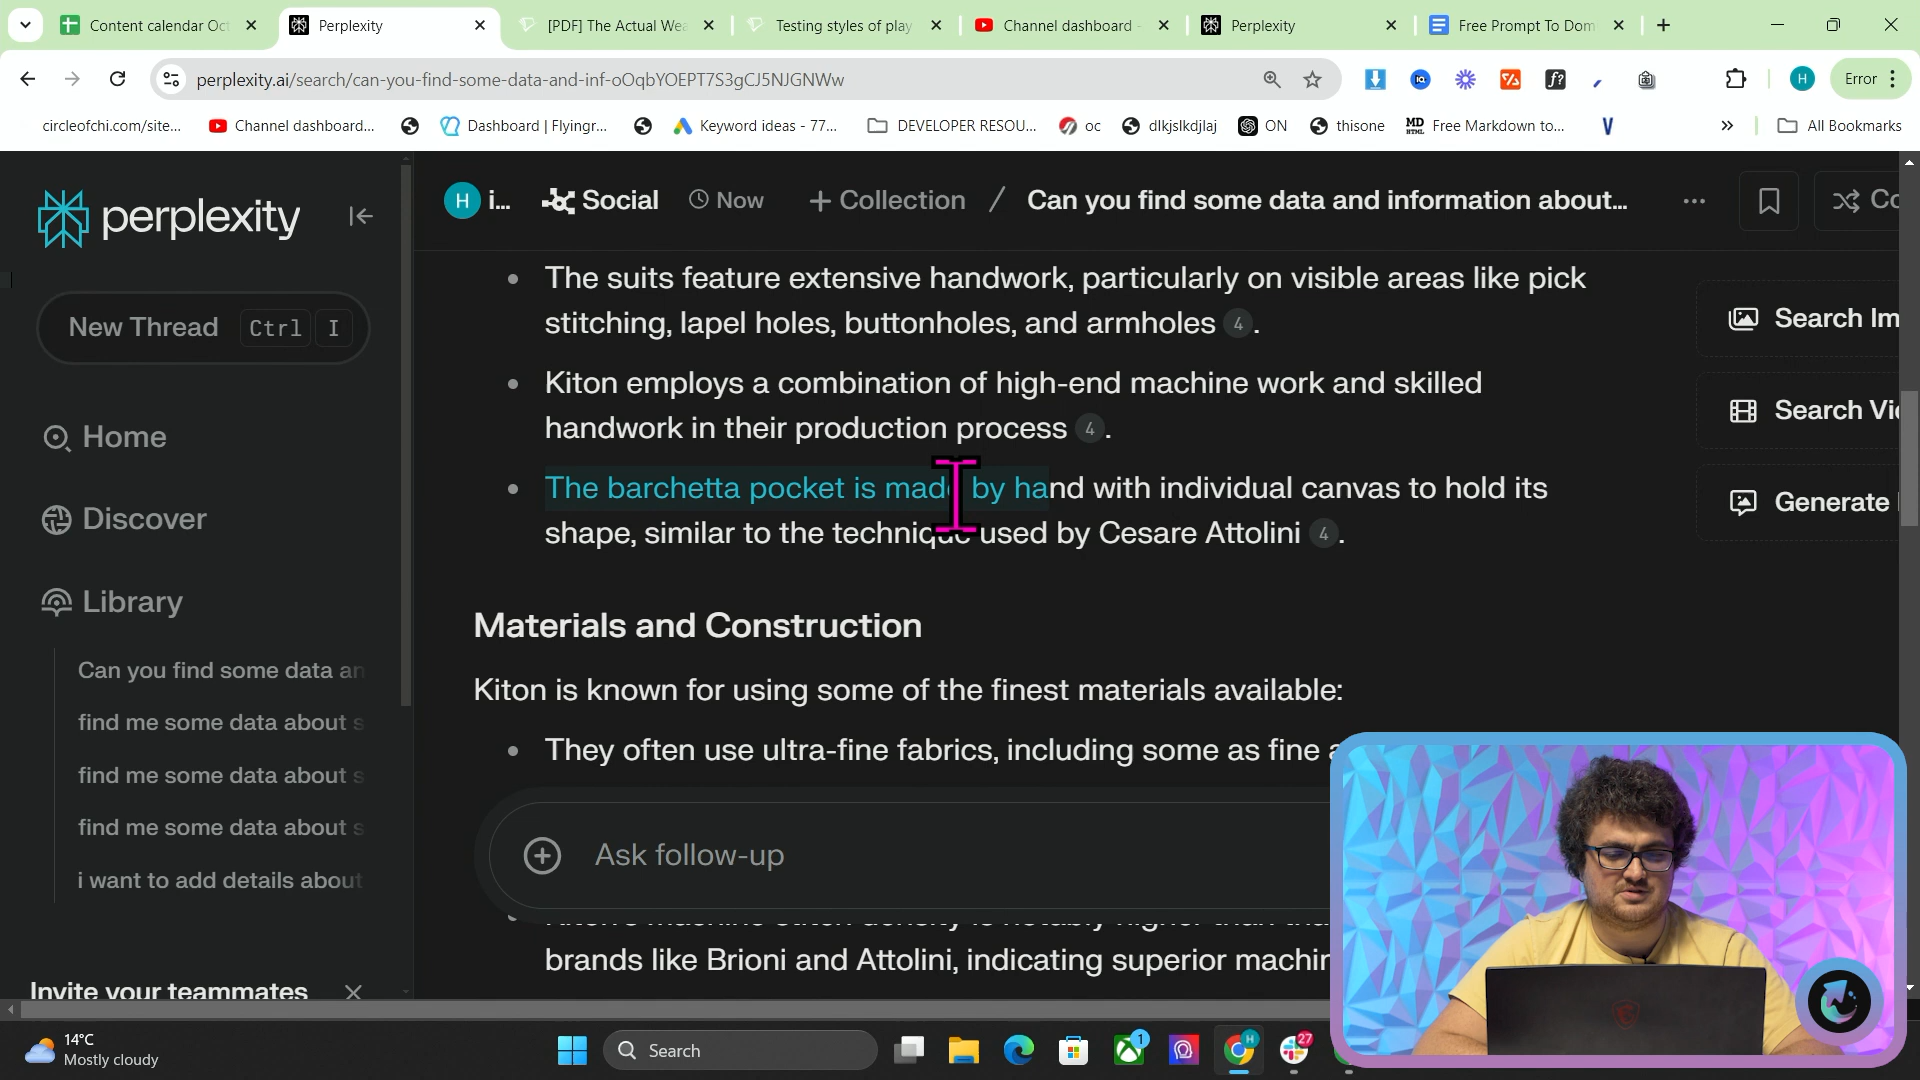 Content calendar Oct
Perplexity
[PDF] The Actual Wea
Testing styles of play
Channel dashboard -
Perplexity
Free Prompt To Dom
perplexity.ai/search/can-you-find-some-data-and-inf-oOqbYOEPT7S3gCJ5NJGNWw
H
Error
circleofchi.com/site...
Channel dashboard...
Dashboard | Flyingr...
Keyword ideas - 77...
DEVELOPER RESOU...
oc
dlkjslkdjlaj
ON
thisone
Free Markdown to...
All Bookmarks
perplexity
H i... Social Now + Collection / Can you find some data and information about...
New Thread Ctrl I
Home
Discover
Library
Can you find some data an
find me some data about s
find me some data about s
find me some data about s
i want to add details about
Invite your teammates
The suits feature extensive handwork, particularly on visible areas like pick
stitching, lapel holes, buttonholes, and armholes 4.
Kiton employs a combination of high-end machine work and skilled
handwork in their production process 4.
The barchetta pocket is made by hand with individual canvas to hold its
shape, similar to the technique used by Cesare Attolini 4.
Materials and Construction
Kiton is known for using some of the finest materials available:
They often use ultra-fine fabrics, including some as fine a
Ask follow-up
brands like Brioni and Attolini, indicating superior machin
Search Im
Search Vi
Generate
14°C
Mostly cloudy
Search
1
H
27